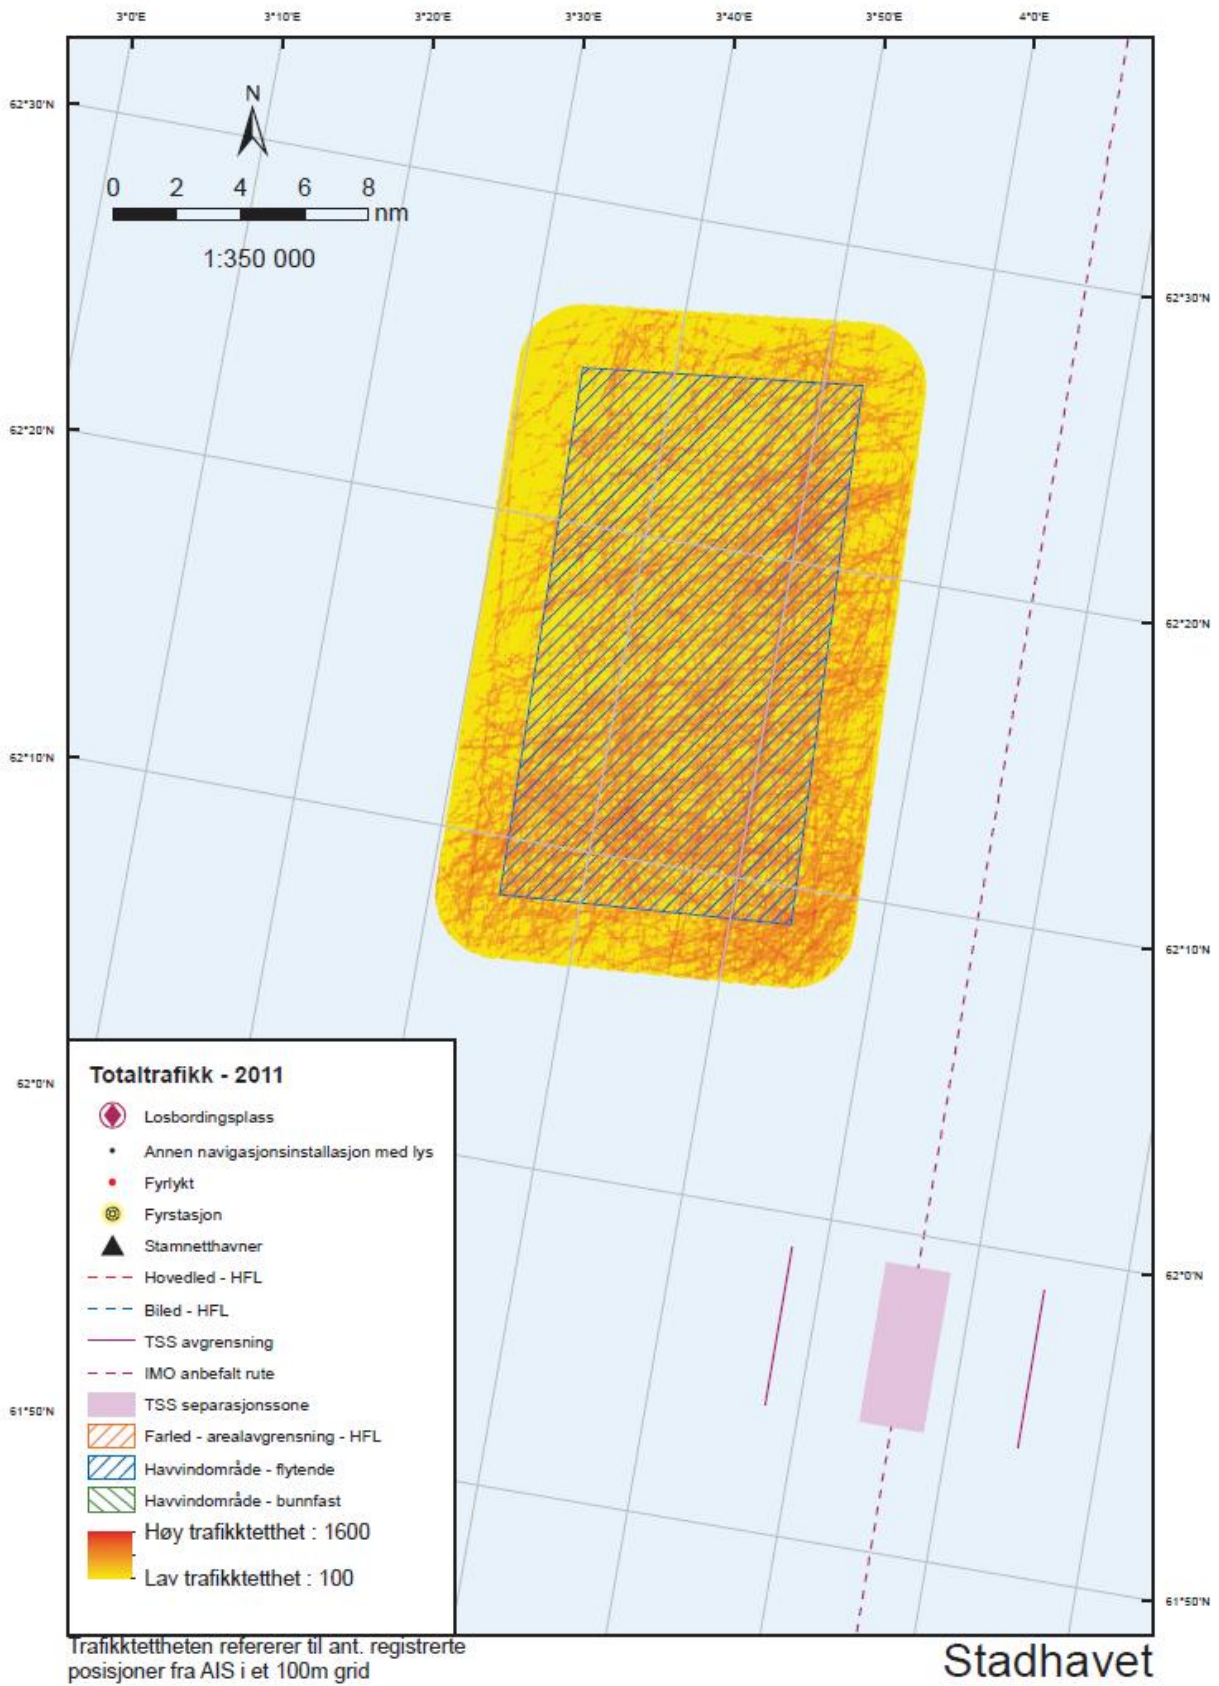 3°0'E 3°10'E 3°20'E 3°30'E 3°40'E 3°50'E 4°0'E
62°30'N
N
0 2 4 6 8
nm
1:350 000
62°30'N
62°20'N
62°20'N
62°10'N
62°10'N
Totaltrafikk - 2011
62°0'N
Losbordingsplass
Annen navigasjonsinstallasjon med lys
Fyrlykt
Fyrstasjon
Stamnetthavner
62°0'N
Hovedled - HFL
Biled - HFL
TSS avgrensning
IMO anbefalt rute
TSS separasjonssone
61°50'N
Farled - arealavgrensning - HFL
Havvindområde - flytende
Havvindområde - bunnfast
Høy trafikktetthet : 1600
Lav trafikktetthet : 100
61°50'N
Trafikktettheten refererer til ant. registrerte
posisjoner fra AIS i et 100m grid
Stadhavet